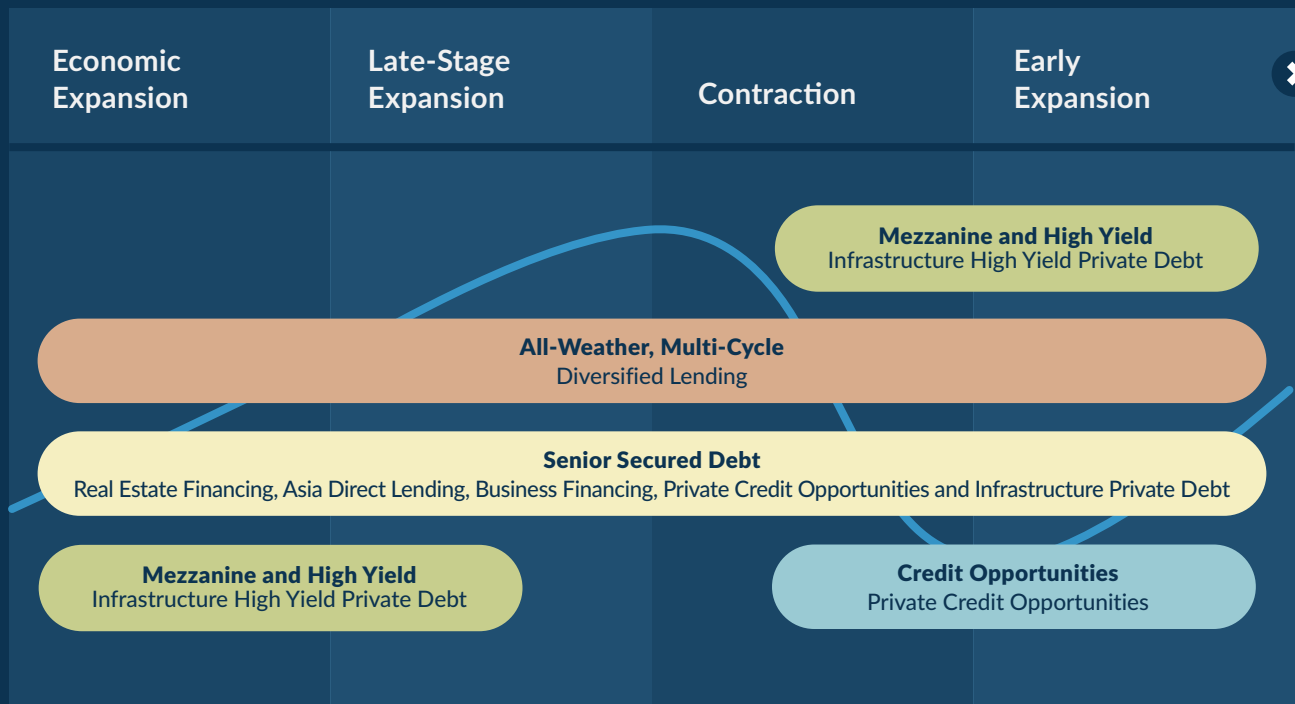 Economic
Expansion
Late-Stage
Expansion
Contraction
Early
Expansion
Mezzanine and High Yield
Infrastructure High Yield Private Debt
All-Weather, Multi-Cycle
Diversified Lending
Senior Secured Debt
Real Estate Financing, Asia Direct Lending, Business Financing, Private Credit Opportunities and Infrastructure Private Debt
Mezzanine and High Yield
Infrastructure High Yield Private Debt
Credit Opportunities
Private Credit Opportunities